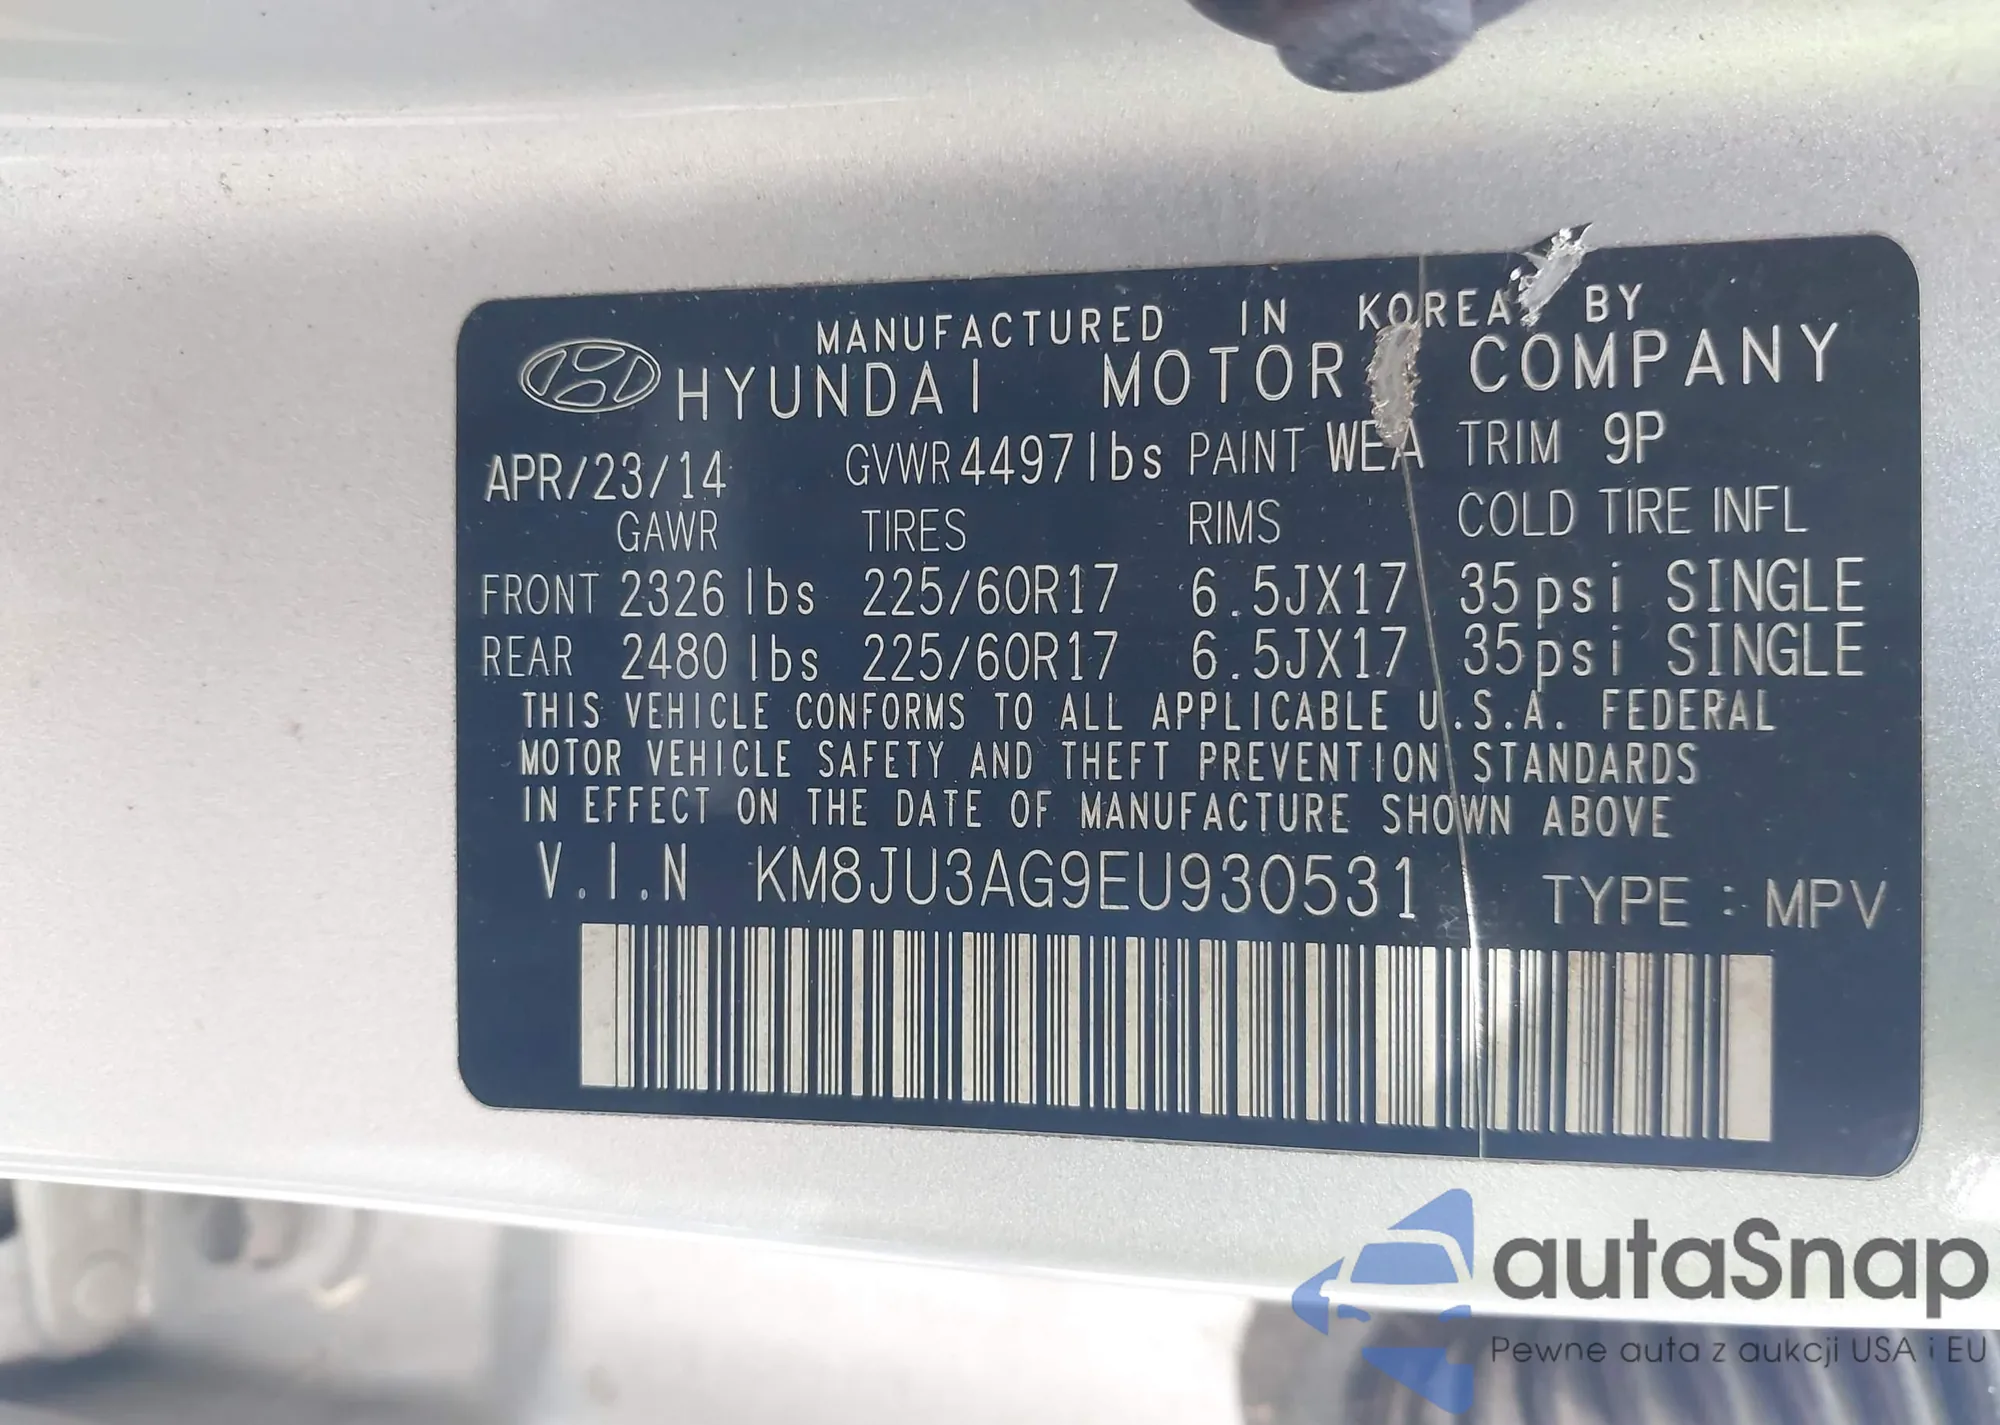 MANUFACTURED IN KOREA BY
HYUNDAI MOTOR COMPANY
APR/23/14 GVWR 4497lbs PAINT WEA TRIM 9P
GAWR TIRES RIMS COLD TIRE INFL
FRONT 2326 lbs 225/60R17 6.5JX17 35psi SINGLE
REAR 2480 lbs 225/60R17 6.5JX17 35psi SINGLE
THIS VEHICLE CONFORMS TO ALL APPLICABLE U.S.A. FEDERAL
MOTOR VEHICLE SAFETY AND THEFT PREVENTION STANDARDS
IN EFFECT ON THE DATE OF MANUFACTURE SHOWN ABOVE
V.I.N KM8JU3AG9EU930531 TYPE : MPV
autaSnap
Pewne auta z aukcji USA i EU